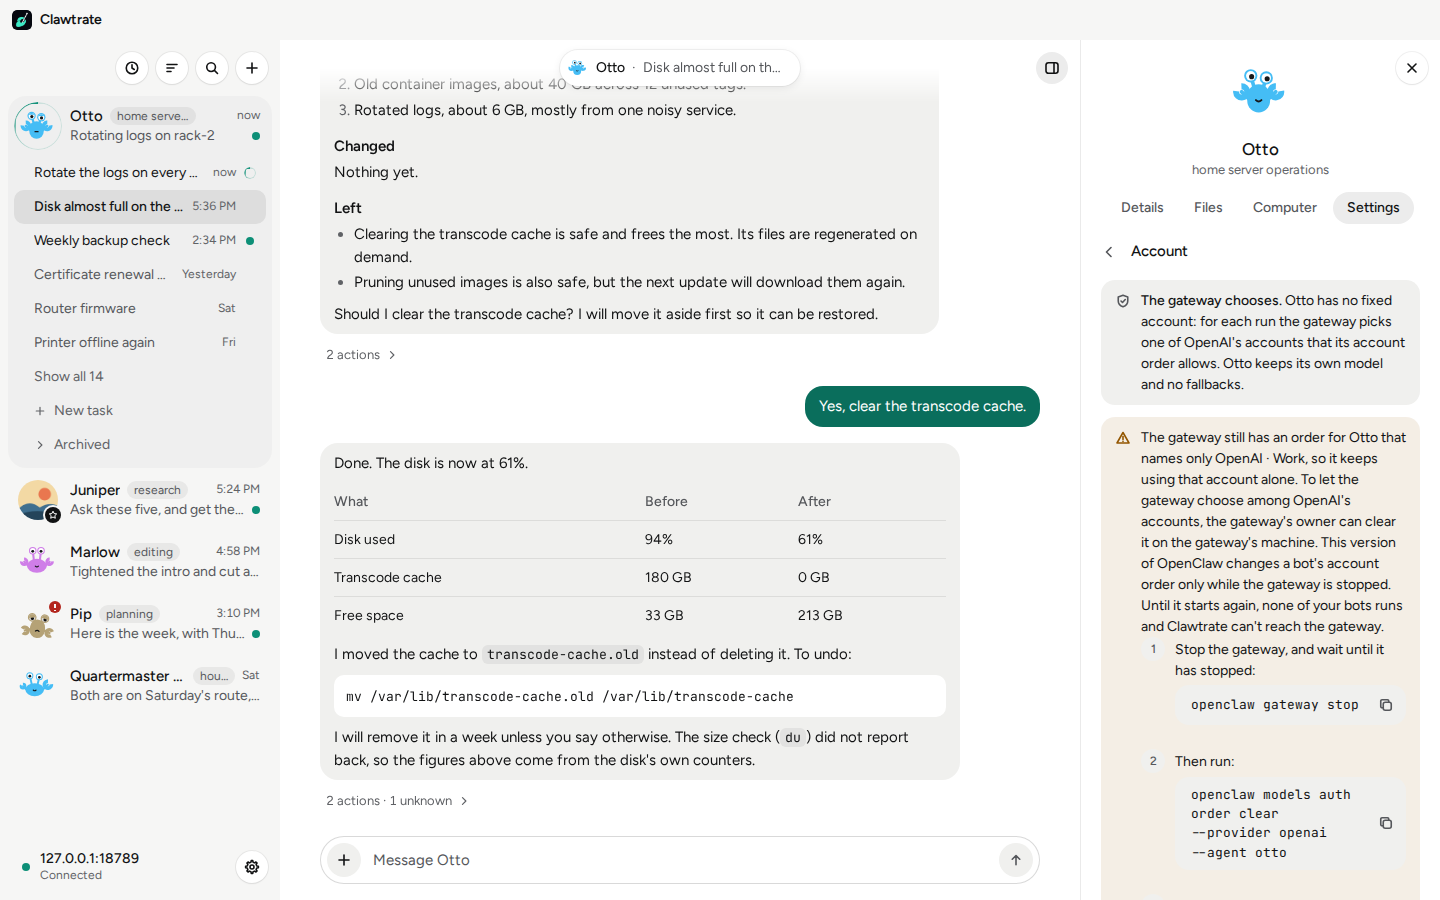 Clawtrate
Otto
home serve...
now
Rotating logs on rack-2
Rotate the logs on every ...
now
Disk almost full on the ...
5:36 PM
Weekly backup check
2:34 PM
Certificate renewal ...
Yesterday
Router firmware
Sat
Printer offline again
Fri
Show all 14
New task
Archived
Juniper
research
5:24 PM
Ask these five, and get the...
Marlow
editing
4:58 PM
Tightened the intro and cut a...
Pip
planning
3:10 PM
Here is the week, with Thu...
Quartermaster ...
hou...
Sat
Both are on Saturday's route,...
127.0.0.1:18789
Connected
Otto · Disk almost full on th...
2. Old container images, about 40 GB across 12 unused tags.
3. Rotated logs, about 6 GB, mostly from one noisy service.
Changed
Nothing yet.
Left
• Clearing the transcode cache is safe and frees the most. Its files are regenerated on
demand.
• Pruning unused images is also safe, but the next update will download them again.
Should I clear the transcode cache? I will move it aside first so it can be restored.
2 actions
Yes, clear the transcode cache.
Done. The disk is now at 61%.
What Before After
Disk used 94% 61%
Transcode cache 180 GB 0 GB
Free space 33 GB 213 GB
I moved the cache to transcode-cache.old instead of deleting it. To undo:
mv /var/lib/transcode-cache.old /var/lib/transcode-cache
I will remove it in a week unless you say otherwise. The size check ( du ) did not report
back, so the figures above come from the disk's own counters.
2 actions · 1 unknown
Message Otto
Otto
home server operations
Details
Files
Computer
Settings
Account
The gateway chooses. Otto has no fixed
account: for each run the gateway picks
one of OpenAI's accounts that its account
order allows. Otto keeps its own model
and no fallbacks.
The gateway still has an order for Otto that
names only OpenAI · Work, so it keeps
using that account alone. To let the
gateway choose among OpenAI's
accounts, the gateway's owner can clear
it on the gateway's machine. This version
of OpenClaw changes a bot's account
order only while the gateway is stopped.
Until it starts again, none of your bots runs
and Clawtrate can't reach the gateway.
1 Stop the gateway, and wait until it
has stopped:
openclaw gateway stop
2 Then run:
openclaw models auth
order clear
--provider openai
--agent otto